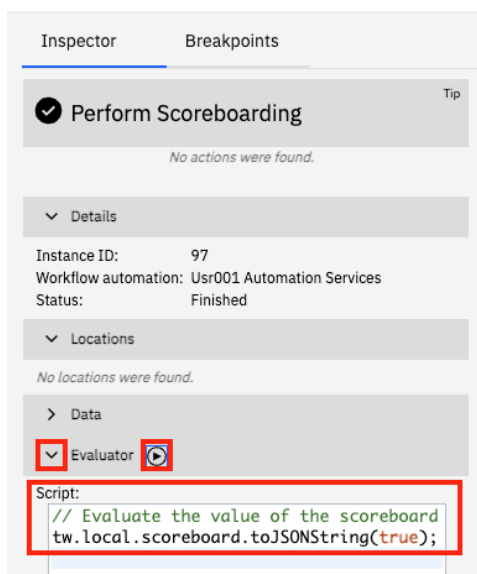 Inspector Breakpoints
Tip
Perform Scoreboarding
No actions were found.
Details
Instance ID: 97
Workflow automation: Usr001 Automation Services
Status: Finished
Locations
No locations were found.
Data
Evaluator
Script:
// Evaluate the value of the scoreboard
tw.local.scoreboard.toJSONString(true);